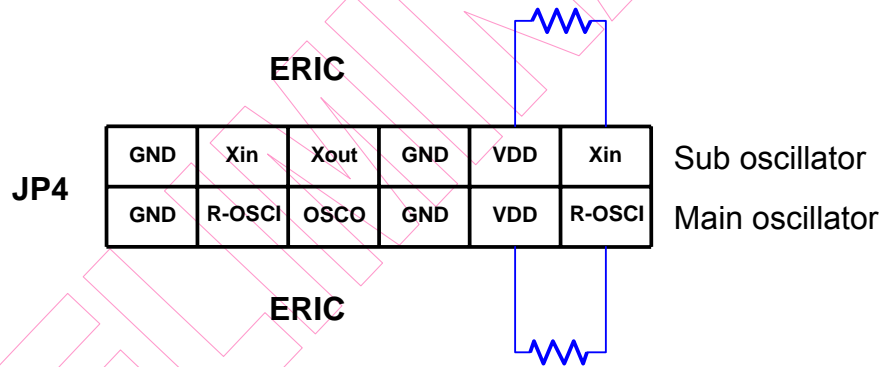 ERIC
GND Xin Xout GND VDD Xin Sub oscillator
JP4
GND R-OSCI OSCO GND VDD R-OSCI Main oscillator
ERIC